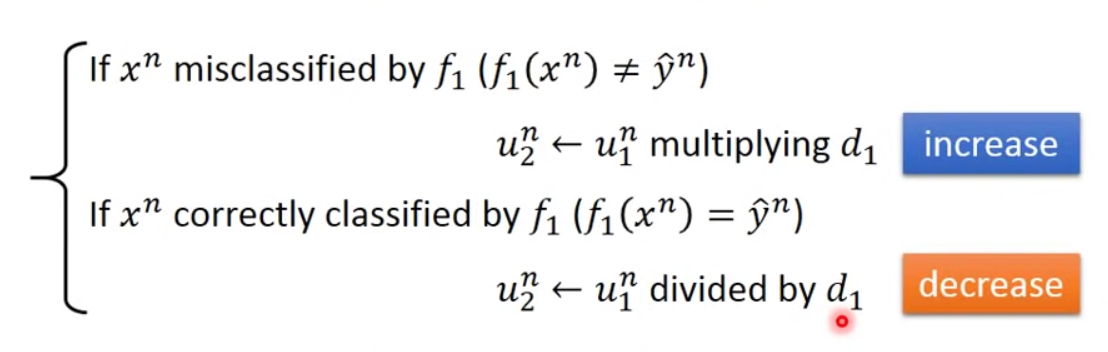 If xⁿ misclassified by f₁ (f₁(xⁿ) ≠ ŷⁿ)
u₂ⁿ ← u₁ⁿ multiplying d₁ increase
If xⁿ correctly classified by f₁ (f₁(xⁿ) = ŷⁿ)
u₂ⁿ ← u₁ⁿ divided by d₁ decrease